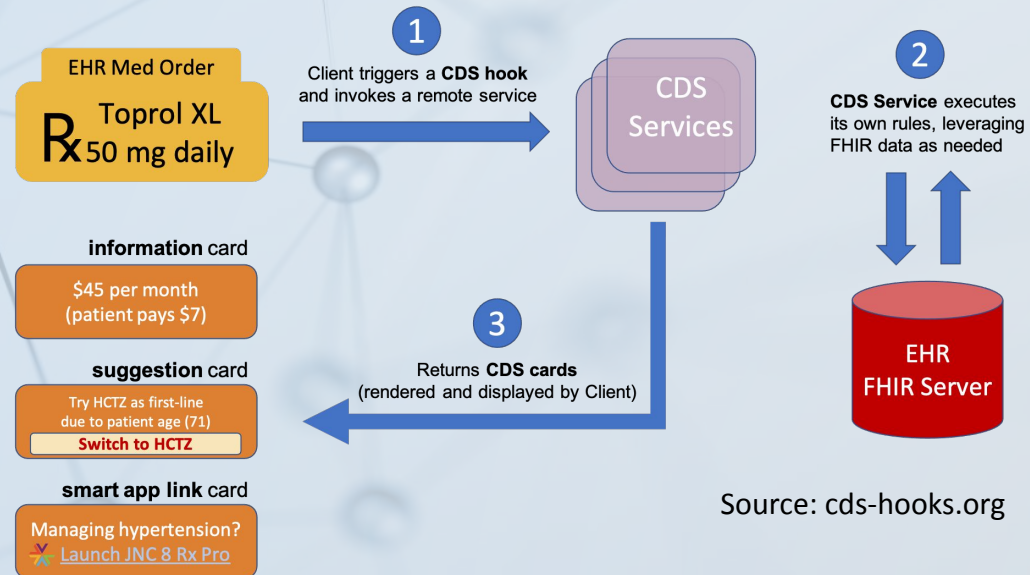 EHR Med Order
Rx Toprol XL
50 mg daily
1
Client triggers a CDS hook
and invokes a remote service
CDS
Services
2
CDS Service executes
its own rules, leveraging
FHIR data as needed
EHR
FHIR Server
3
Returns CDS cards
(rendered and displayed by Client)
information card
$45 per month
(patient pays $7)
suggestion card
Try HCTZ as first-line
due to patient age (71)
Switch to HCTZ
smart app link card
Managing hypertension?
Launch JNC 8 Rx Pro
Source: cds-hooks.org